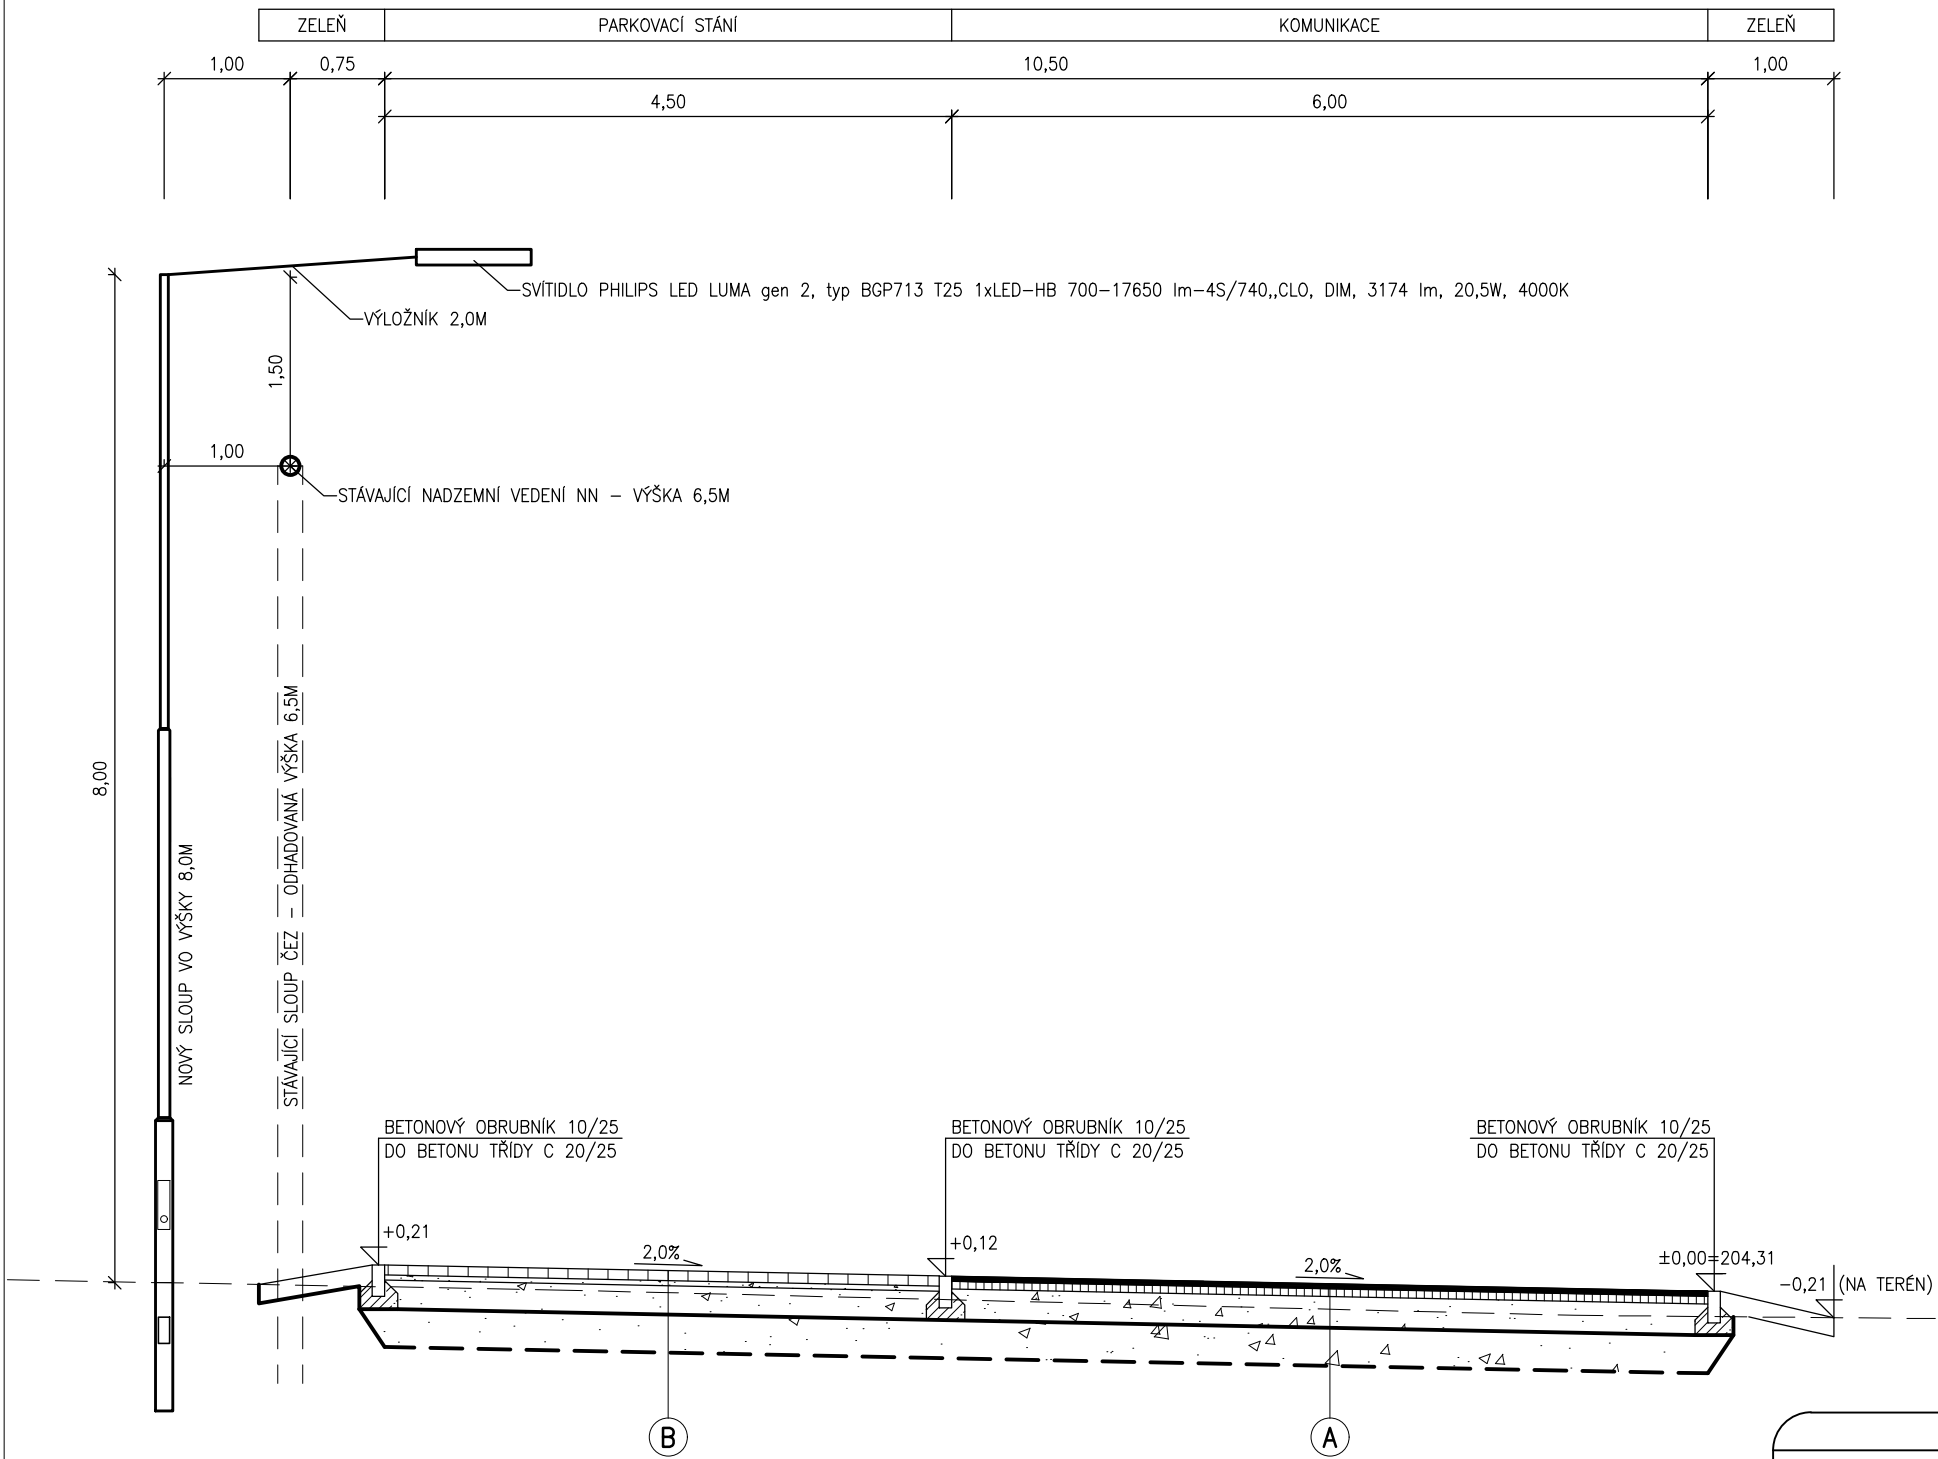 ZELEŇ
PARKOVACÍ STÁNÍ
KOMUNIKACE
ZELEŇ
1,00
0,75
10,50
1,00
4,50
6,00
SVÍTIDLO PHILIPS LED LUMA gen 2, typ BGP713 T25 1xLED-HB 700-17650 lm-4S/740,,CLO, DIM, 3174 lm, 20,5W, 4000K
VÝLOŽNÍK 2,0M
1,50
1,00
STÁVAJÍCÍ NADZEMNÍ VEDENÍ NN - VÝŠKA 6,5M
8,00
NOVÝ SLOUP VO VÝŠKY 8,0M
STÁVAJÍCÍ SLOUP ČEZ - ODHADOVANÁ VÝŠKA 6,5M
BETONOVÝ OBRUBNÍK 10/25
DO BETONU TŘÍDY C 20/25
BETONOVÝ OBRUBNÍK 10/25
DO BETONU TŘÍDY C 20/25
BETONOVÝ OBRUBNÍK 10/25
DO BETONU TŘÍDY C 20/25
+0,21
2,0%
+0,12
2,0%
±0,00=204,31
-0,21 (NA TERÉN)
B
A